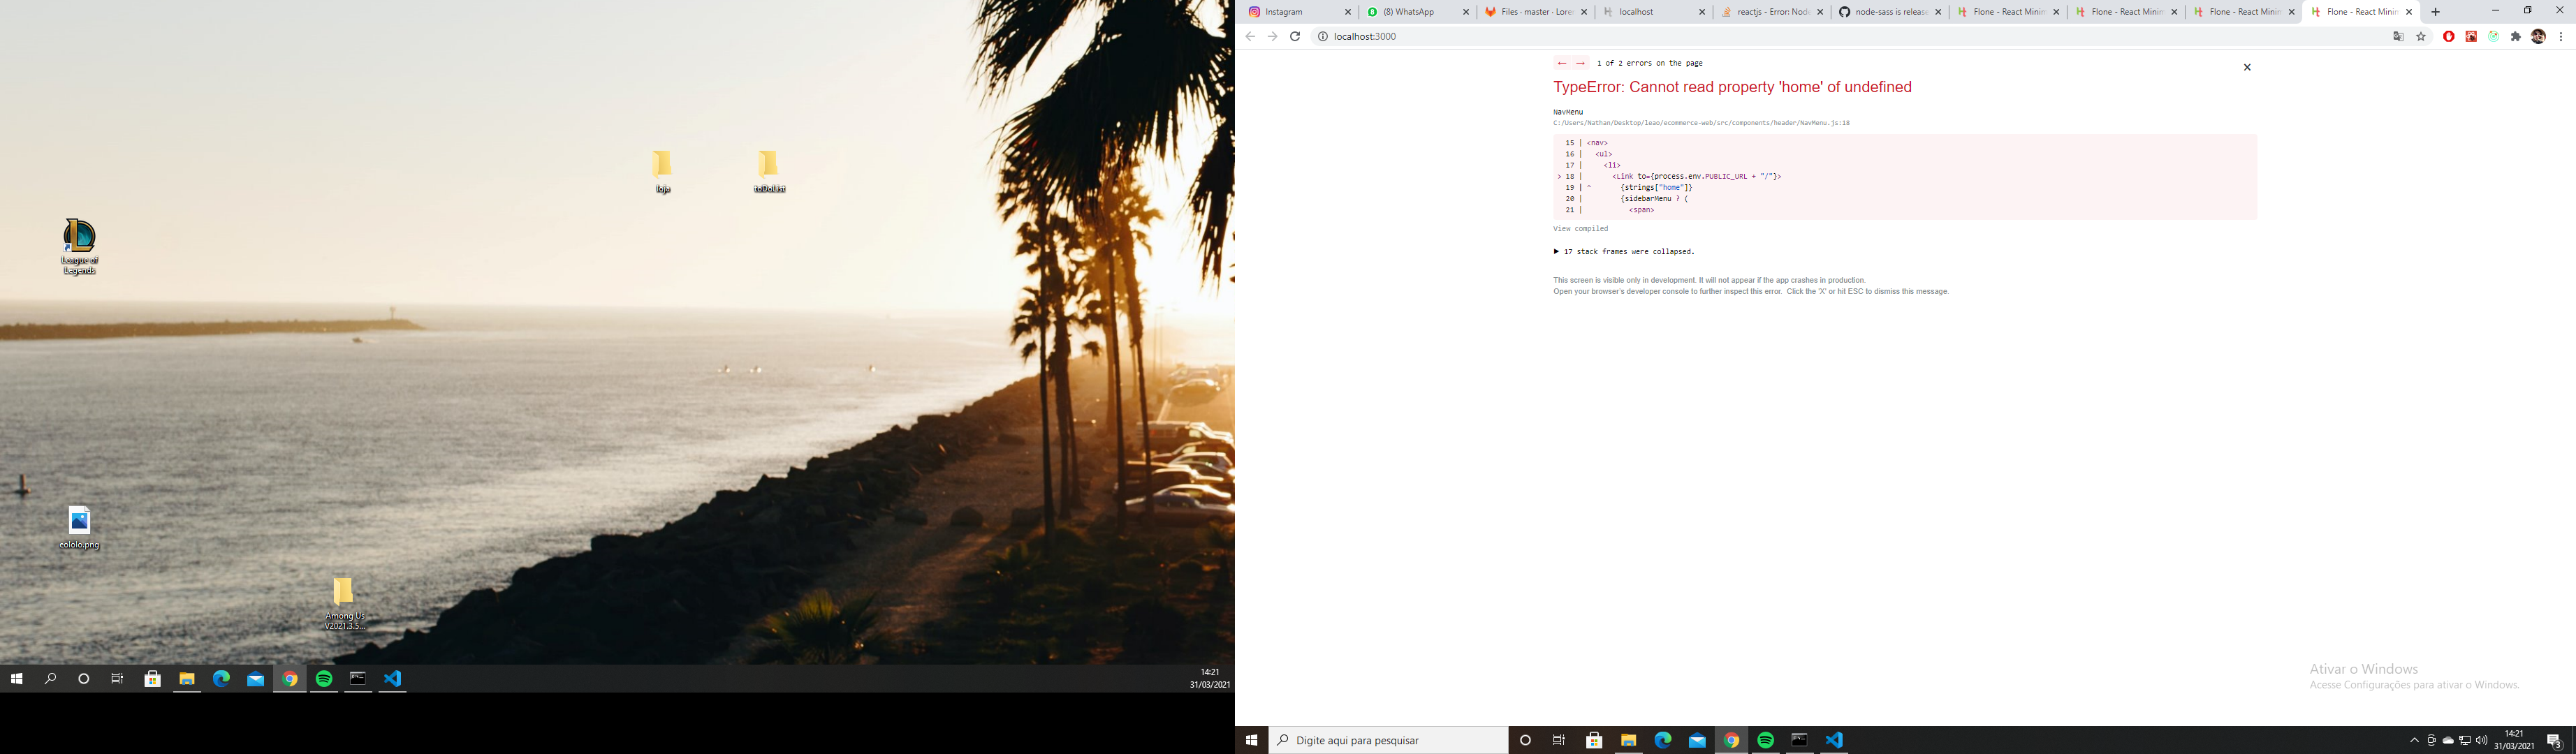 loja
toDoList
League of
Legends
eololo.png
Among Us
V2021.3.5...
14:21
31/03/2021
Instagram
(8) WhatsApp
Files · master · Lore
localhost
reactjs - Error: Node
node-sass is release
Flone - React Minim
Flone - React Minim
Flone - React Minim
Flone - React Minim
localhost:3000
← → 1 of 2 errors on the page
TypeError: Cannot read property 'home' of undefined
NavMenu
C:/Users/Nathan/Desktop/leao/ecommerce-web/src/components/header/NavMenu.js:18
15 | <nav>
16 | <ul>
17 | <li>
> 18 | <Link to={process.env.PUBLIC_URL + "/"}>
19 | ^ {strings["home"]}
20 | {sidebarMenu ? (
21 | <span>
View compiled
▶ 17 stack frames were collapsed.
This screen is visible only in development. It will not appear if the app crashes in production.
Open your browser's developer console to further inspect this error. Click the 'X' or hit ESC to dismiss this message.
Ativar o Windows
Acesse Configurações para ativar o Windows.
Digite aqui para pesquisar
14:21
31/03/2021
3